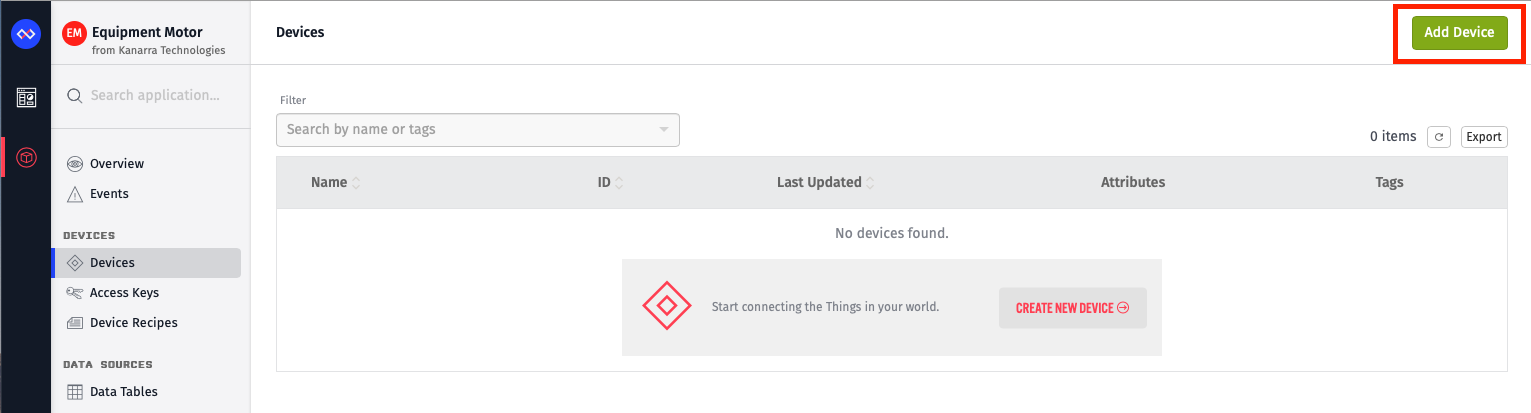 EM
Equipment Motor
from Kanarra Technologies
Search application...
Overview
Events
DEVICES
Devices
Access Keys
Device Recipes
DATA SOURCES
Data Tables
Devices
Add Device
Filter
Search by name or tags
0 items
Export
Name ID Last Updated Attributes Tags
No devices found.
Start connecting the Things in your world.
CREATE NEW DEVICE